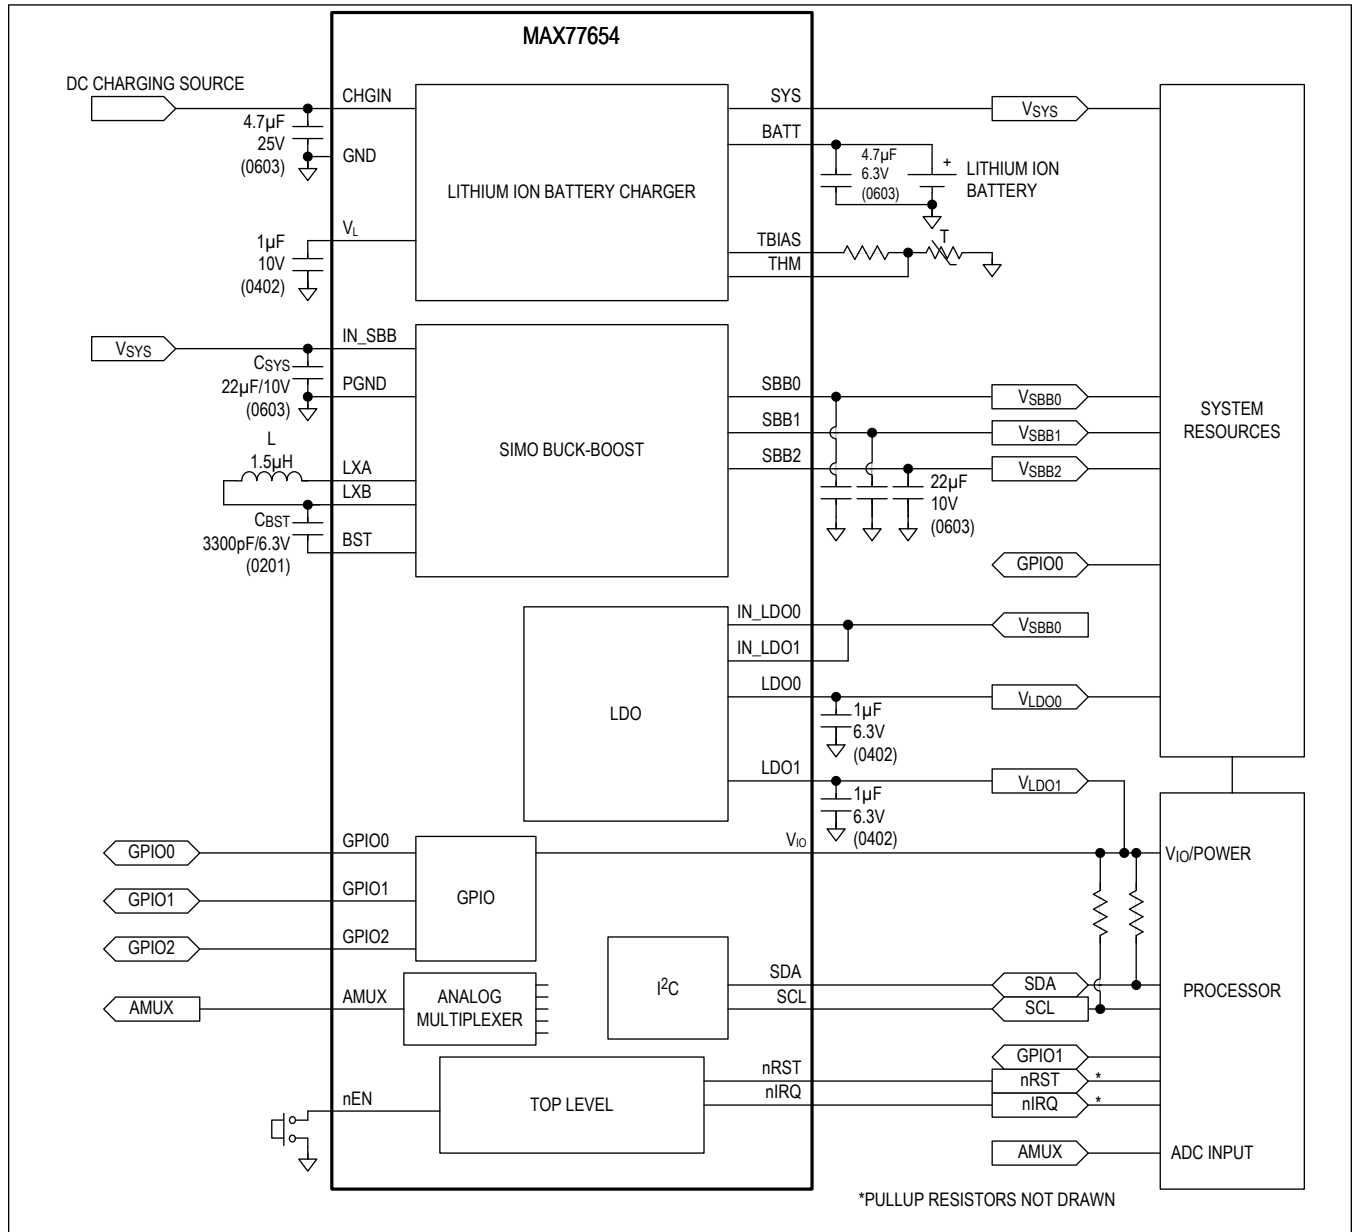 MAX77654
DC CHARGING SOURCE
CHGIN
4.7µF
25V
(0603)
GND
VL
1µF
10V
(0402)
LITHIUM ION BATTERY CHARGER
SYS
BATT
TBIAS
THM
VSYS
4.7µF
6.3V
(0603)
+
LITHIUM ION
BATTERY
T
VSYS
IN_SBB
CSYS
22µF/10V
(0603)
PGND
L
1.5µH
LXA
LXB
CBST
3300pF/6.3V
(0201)
BST
SIMO BUCK-BOOST
SBB0
SBB1
SBB2
VSBB0
VSBB1
VSBB2
22µF
10V
(0603)
GPIO0
SYSTEM
RESOURCES
LDO
IN_LDO0
IN_LDO1
LDO0
LDO1
VSBB0
VLDO0
1µF
6.3V
(0402)
VLDO1
1µF
6.3V
(0402)
GPIO0
GPIO1
GPIO2
GPIO0
GPIO1
GPIO2
GPIO
VIO
VIO/POWER
AMUX
AMUX
ANALOG
MULTIPLEXER
I2C
SDA
SCL
SDA
SCL
PROCESSOR
nEN
TOP LEVEL
nRST
nIRQ
GPIO1
nRST
*
nIRQ
*
AMUX
ADC INPUT
*PULLUP RESISTORS NOT DRAWN